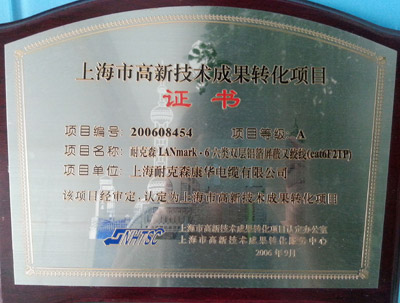 上海市高新技术成果转化项目
证书
项目编号: 200608454 项目等级: A
项目名称: 耐克森LANmark - 6 六类双层铝箔屏蔽双绞线(cat6F2TP)
项目单位: 上海耐克森康华电缆有限公司
该项目经审定,认定为上海市高新技术成果转化项目
SNHTSC
上海市高新技术成果转化项目认定办公室
上海市高新技术成果转化服务中心
2006年9月